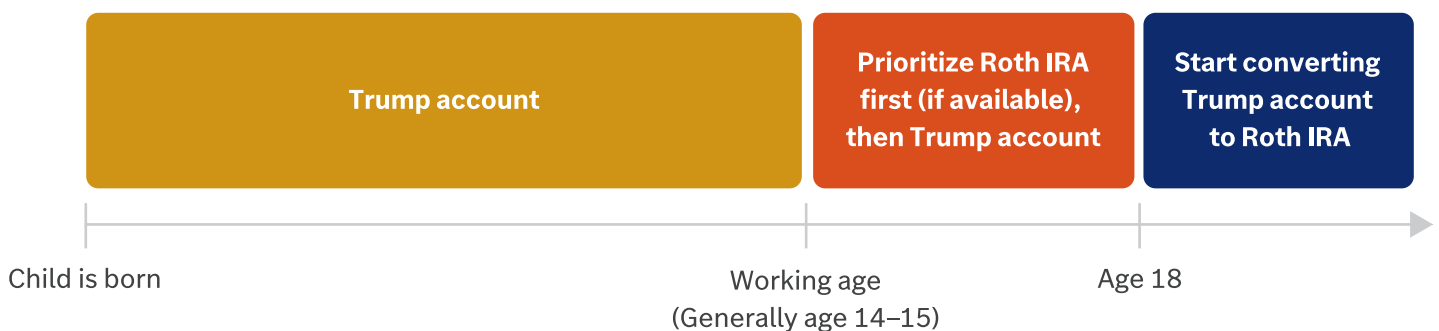 Trump account
Prioritize Roth IRA
first (if available),
then Trump account
Start converting
Trump account
to Roth IRA
Child is born
Working age
(Generally age 14–15)
Age 18